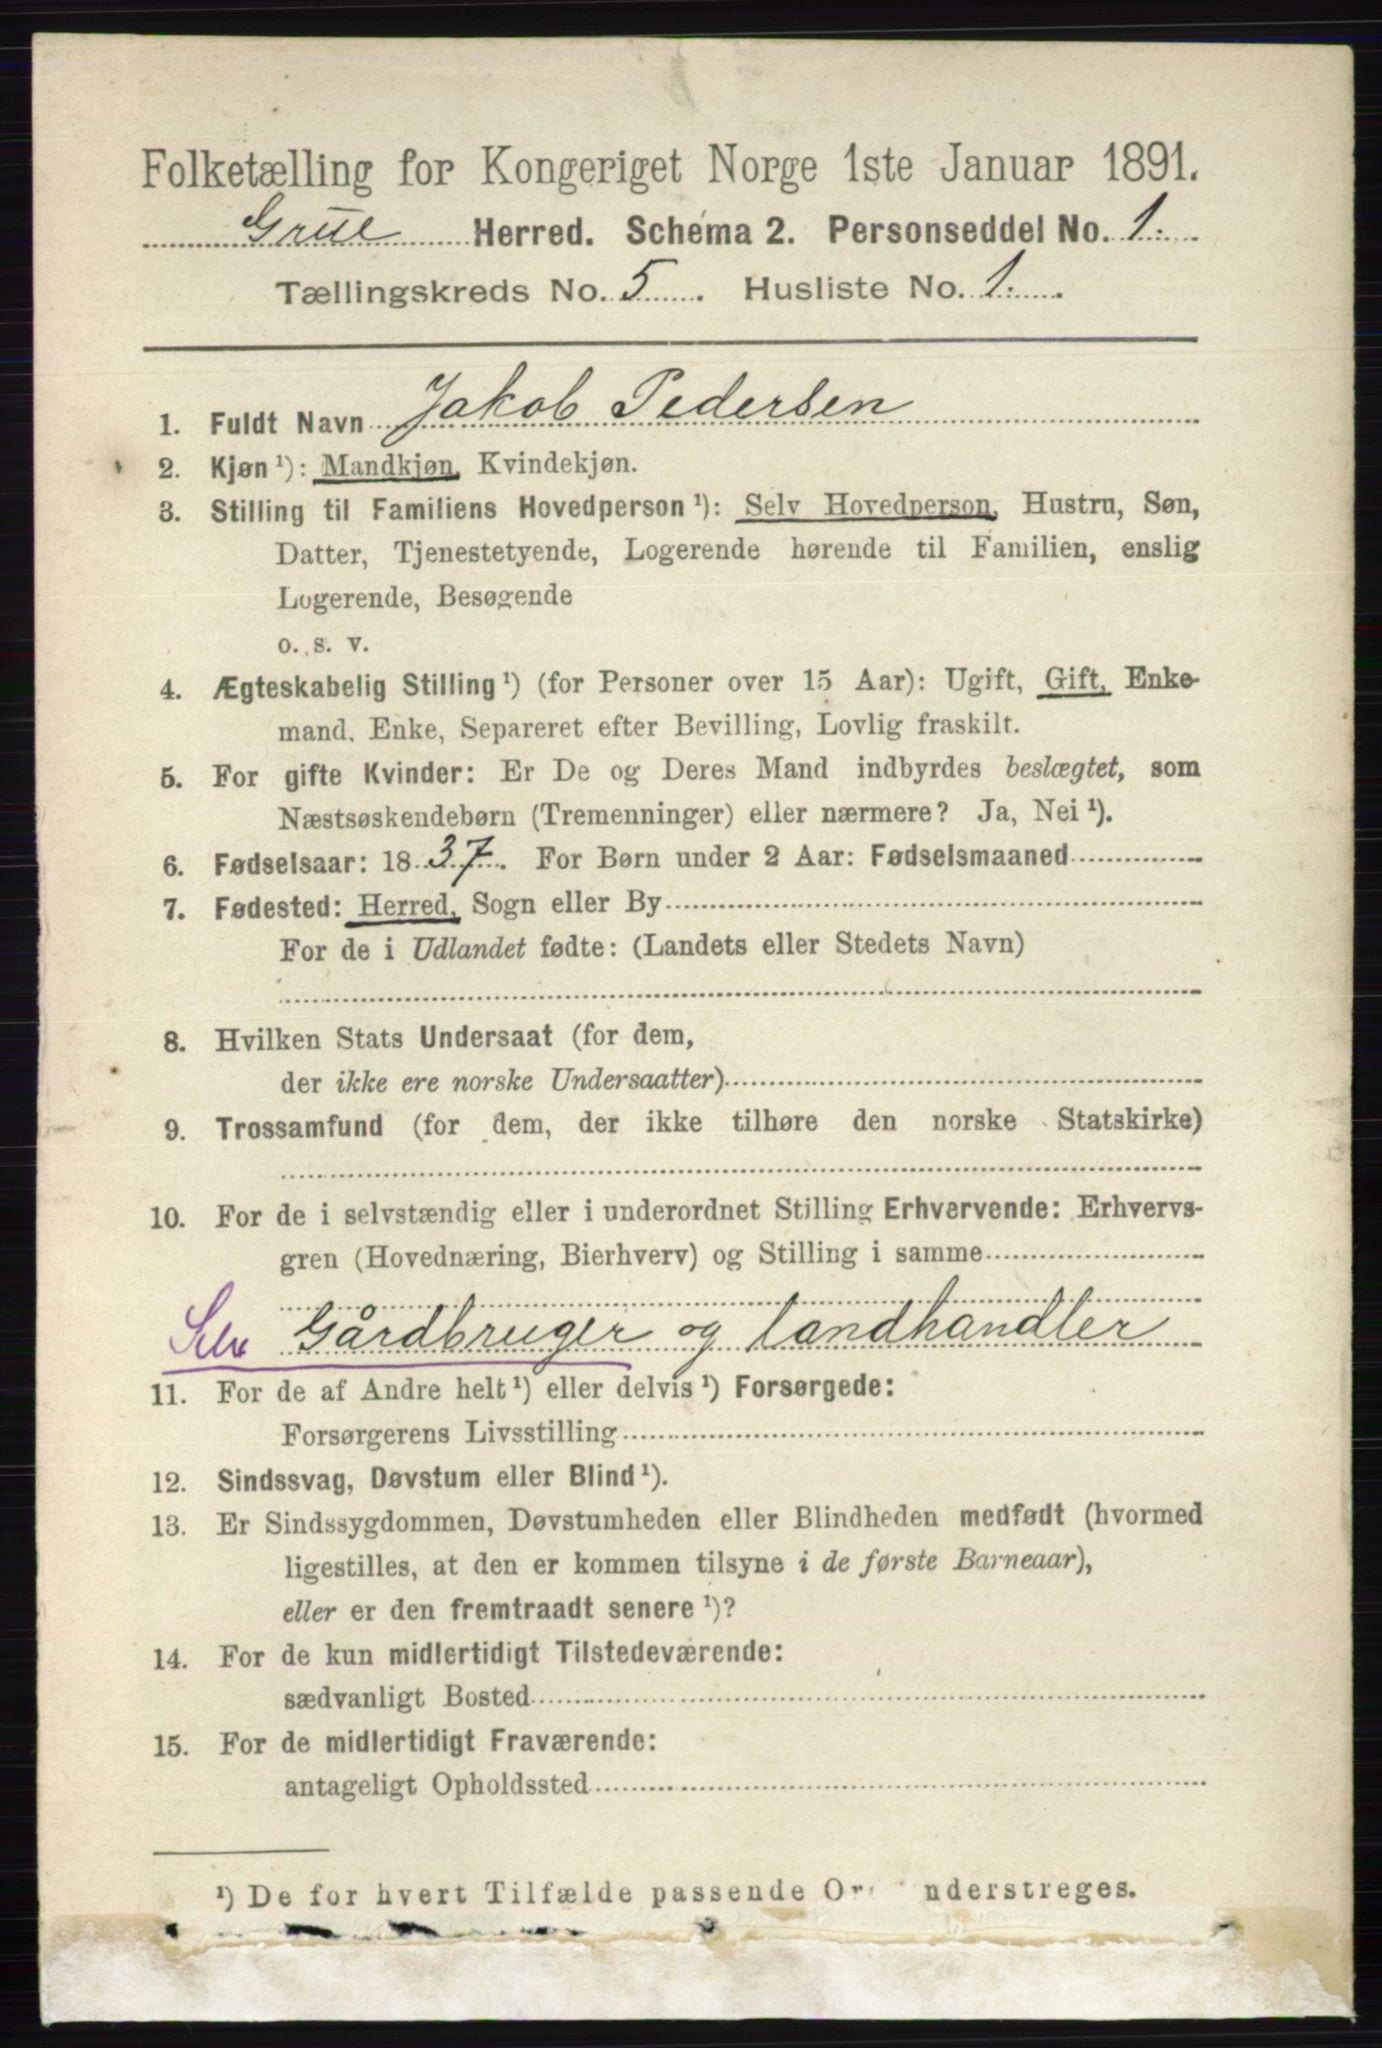 Folketælling for Kongeriget Norge 1ste Januar 1891.
Grue Herred. Schema 2. Personseddel No. 1.
Tællingskreds No. 5. Husliste No. 1.
1. Fuldt Navn Jakob Pedersen
2. Kjøn ¹): Mandkjøn, Kvindekjøn.
3. Stilling til Familiens Hovedperson ¹): Selv Hovedperson, Hustru, Søn,
Datter, Tjenestetyende, Logerende hørende til Familien, enslig
Logerende, Besøgende
o. s. v.
4. Ægteskabelig Stilling ¹) (for Personer over 15 Aar): Ugift, Gift, Enke-
mand, Enke, Separeret efter Bevilling, Lovlig fraskilt.
5. For gifte Kvinder: Er De og Deres Mand indbyrdes beslægtet, som
Næstsøskendebørn (Tremenninger) eller nærmere? Ja, Nei ¹).
6. Fødselsaar: 1837. For Børn under 2 Aar: Fødselsmaaned
7. Fødested: Herred, Sogn eller By
For de i Udlandet fødte: (Landets eller Stedets Navn)
8. Hvilken Stats Undersaat (for dem,
der ikke ere norske Undersaatter)
9. Trossamfund (for dem, der ikke tilhøre den norske Statskirke)
10. For de i selvstændig eller i underordnet Stilling Erhvervende: Erhvervs-
gren (Hovednæring, Bierhverv) og Stilling i samme
Selv Gårdbruger og landhandler
11. For de af Andre helt ¹) eller delvis ¹) Forsørgede:
Forsørgerens Livsstilling
12. Sindssvag, Døvstum eller Blind ¹).
13. Er Sindssygdommen, Døvstumheden eller Blindheden medfødt (hvormed
ligestilles, at den er kommen tilsyne i de første Barneaar),
eller er den fremtraadt senere ¹)?
14. For de kun midlertidigt Tilstedeværende:
sædvanligt Bosted
15. For de midlertidigt Fraværende:
antageligt Opholdssted
¹) De for hvert Tilfælde passende Or nderstreges.